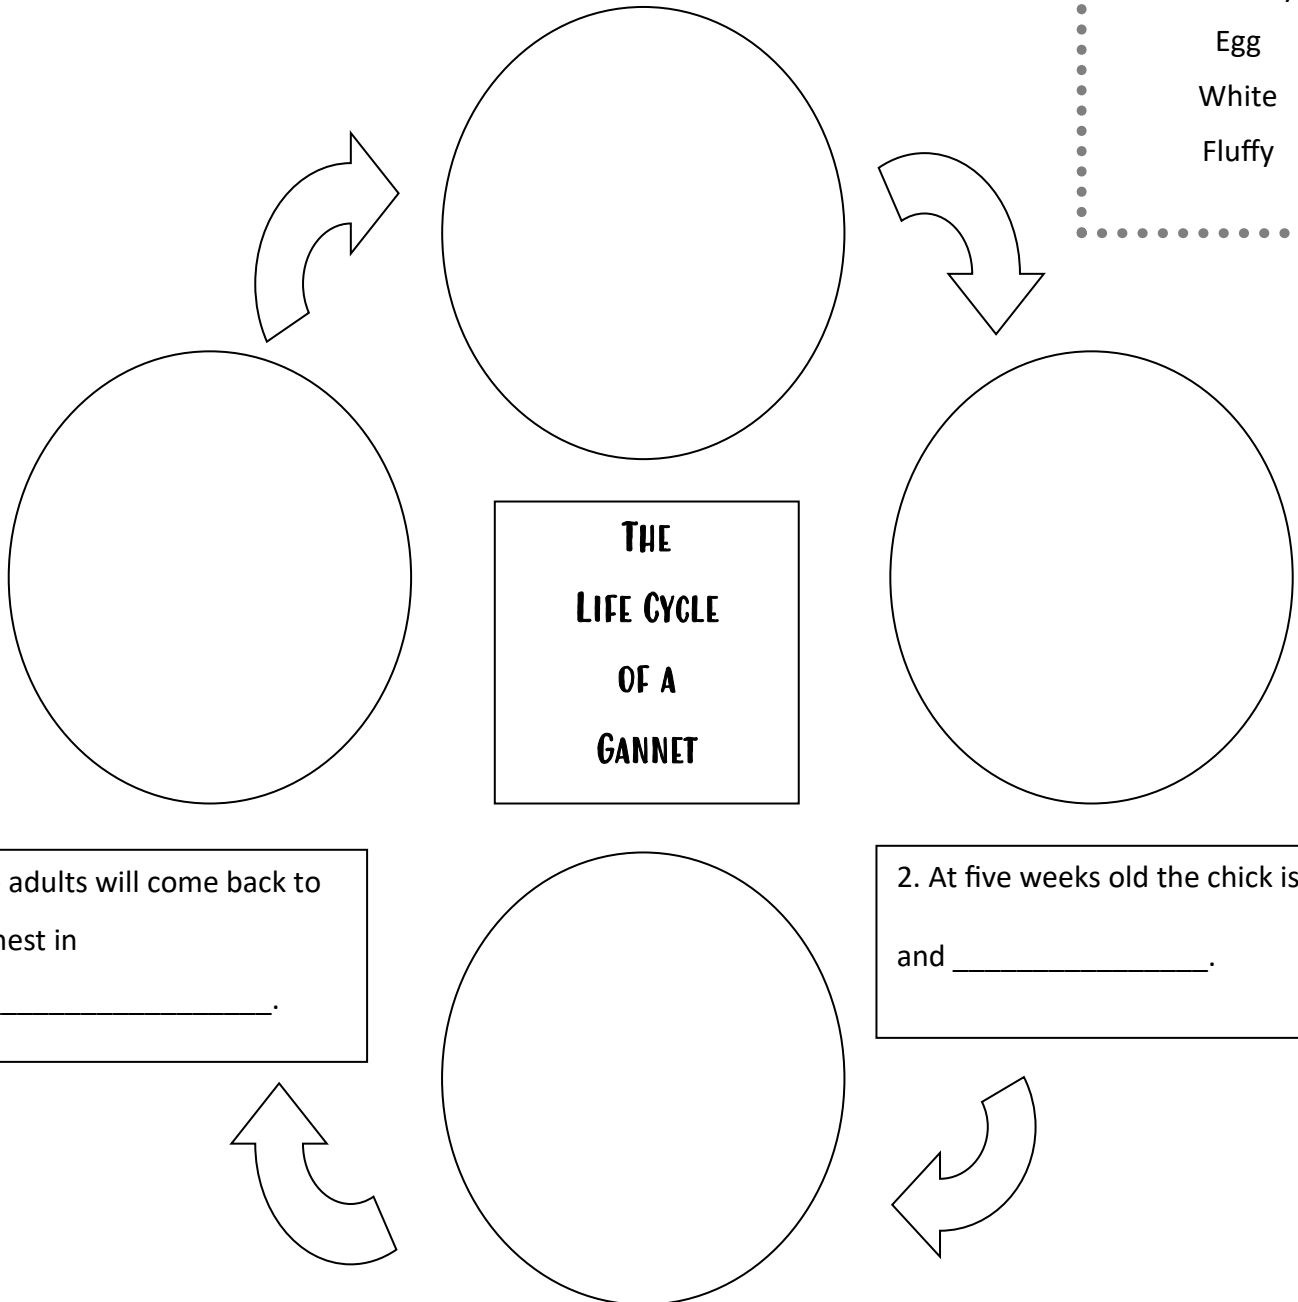 Egg
White
Fluffy
THE
LIFE CYCLE
OF A
GANNET
adults will come back to
nest in
_________________.
2. At five weeks old the chick is
and ________________.